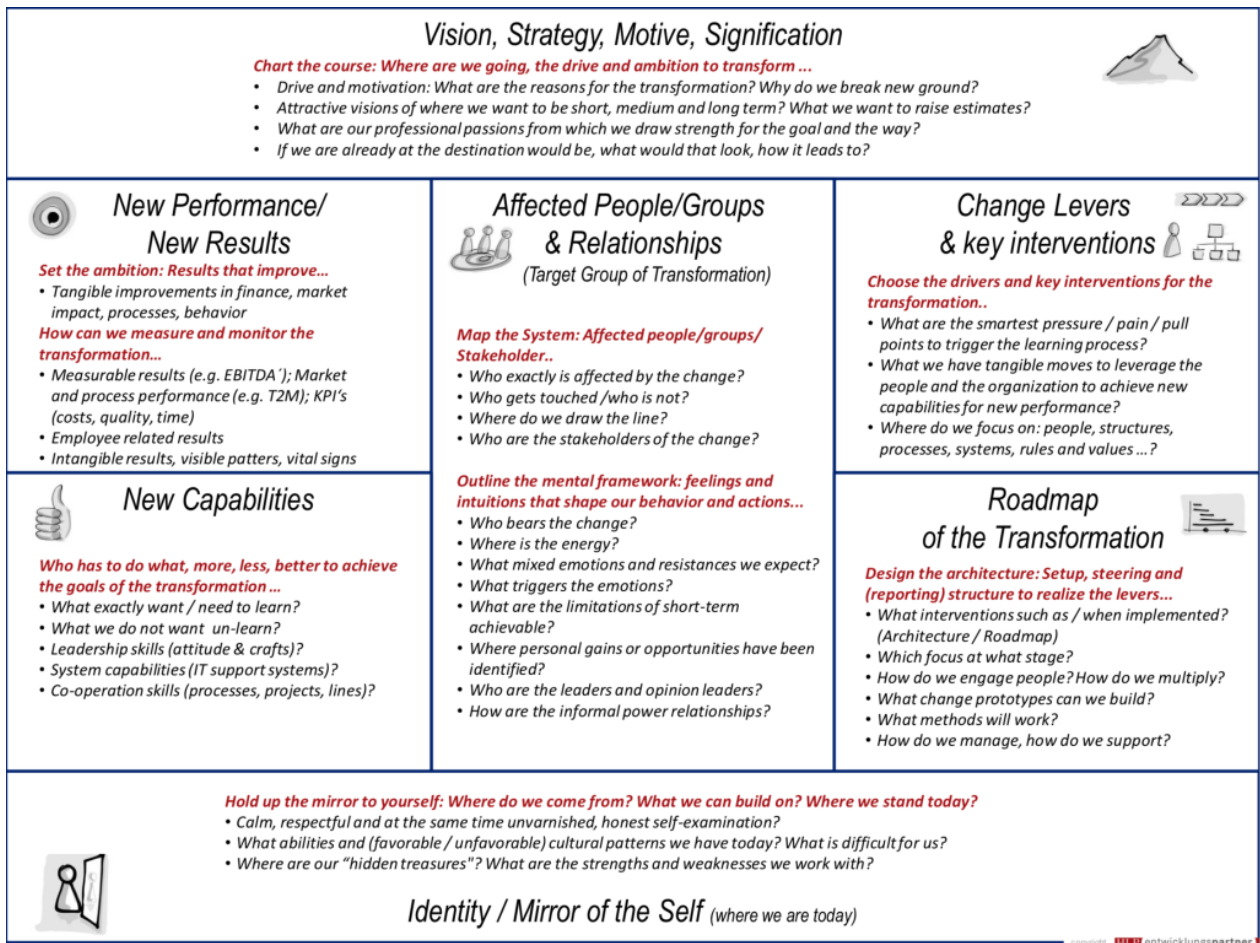 Vision, Strategy, Motive, Signification
Chart the course: Where are we going, the drive and ambition to transform ...
• Drive and motivation: What are the reasons for the transformation? Why do we break new ground?
• Attractive visions of where we want to be short, medium and long term? What we want to raise estimates?
• What are our professional passions from which we draw strength for the goal and the way?
• If we are already at the destination would be, what would that look, how it leads to?
New Performance/
New Results
Set the ambition: Results that improve...
• Tangible improvements in finance, market
impact, processes, behavior
How can we measure and monitor the
transformation...
• Measurable results (e.g. EBITDA´); Market
and process performance (e.g. T2M); KPI's
(costs, quality, time)
• Employee related results
• Intangible results, visible patters, vital signs
Affected People/Groups
& Relationships
(Target Group of Transformation)
Map the System: Affected people/groups/
Stakeholder..
• Who exactly is affected by the change?
• Who gets touched /who is not?
• Where do we draw the line?
• Who are the stakeholders of the change?
Outline the mental framework: feelings and
intuitions that shape our behavior and actions...
• Who bears the change?
• Where is the energy?
• What mixed emotions and resistances we expect?
• What triggers the emotions?
• What are the limitations of short-term
achievable?
• Where personal gains or opportunities have been
identified?
• Who are the leaders and opinion leaders?
• How are the informal power relationships?
Change Levers
& key interventions
Choose the drivers and key interventions for the
transformation..
• What are the smartest pressure / pain / pull
points to trigger the learning process?
• What we have tangible moves to leverage the
people and the organization to achieve new
capabilities for new performance?
• Where do we focus on: people, structures,
processes, systems, rules and values ...?
New Capabilities
Who has to do what, more, less, better to achieve
the goals of the transformation ...
• What exactly want / need to learn?
• What we do not want un-learn?
• Leadership skills (attitude & crafts)?
• System capabilities (IT support systems)?
• Co-operation skills (processes, projects, lines)?
Roadmap
of the Transformation
Design the architecture: Setup, steering and
(reporting) structure to realize the levers...
• What interventions such as / when implemented?
(Architecture / Roadmap)
• Which focus at what stage?
• How do we engage people? How do we multiply?
• What change prototypes can we build?
• What methods will work?
• How do we manage, how do we support?
Hold up the mirror to yourself: Where do we come from? What we can build on? Where we stand today?
• Calm, respectful and at the same time unvarnished, honest self-examination?
• What abilities and (favorable / unfavorable) cultural patterns we have today? What is difficult for us?
• Where are our “hidden treasures"? What are the strengths and weaknesses we work with?
Identity / Mirror of the Self (where we are today)